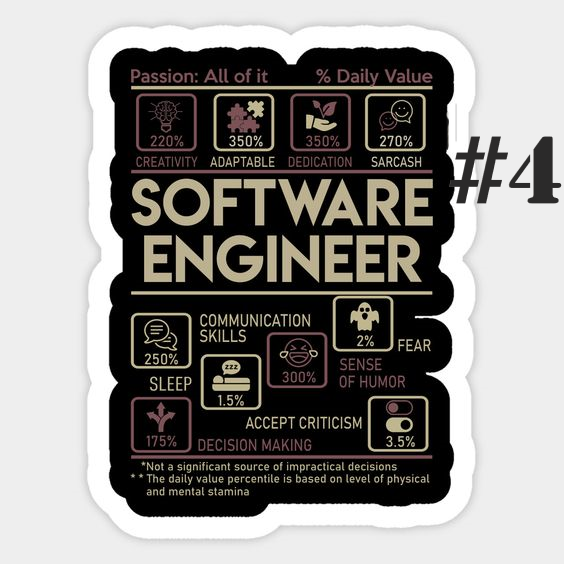 Passion: All of it % Daily Value
220% 350% 350% 270%
CREATIVITY ADAPTABLE DEDICATION SARCASH
#4
SOFTWARE
ENGINEER
250%
COMMUNICATION
SKILLS
2%
FEAR
SLEEP
zzz
1.5%
300%
SENSE
OF HUMOR
175%
DECISION MAKING
ACCEPT CRITICISM
3.5%
*Not a significant source of impractical decisions
* * The daily value percentile is based on level of physical
and mental stamina